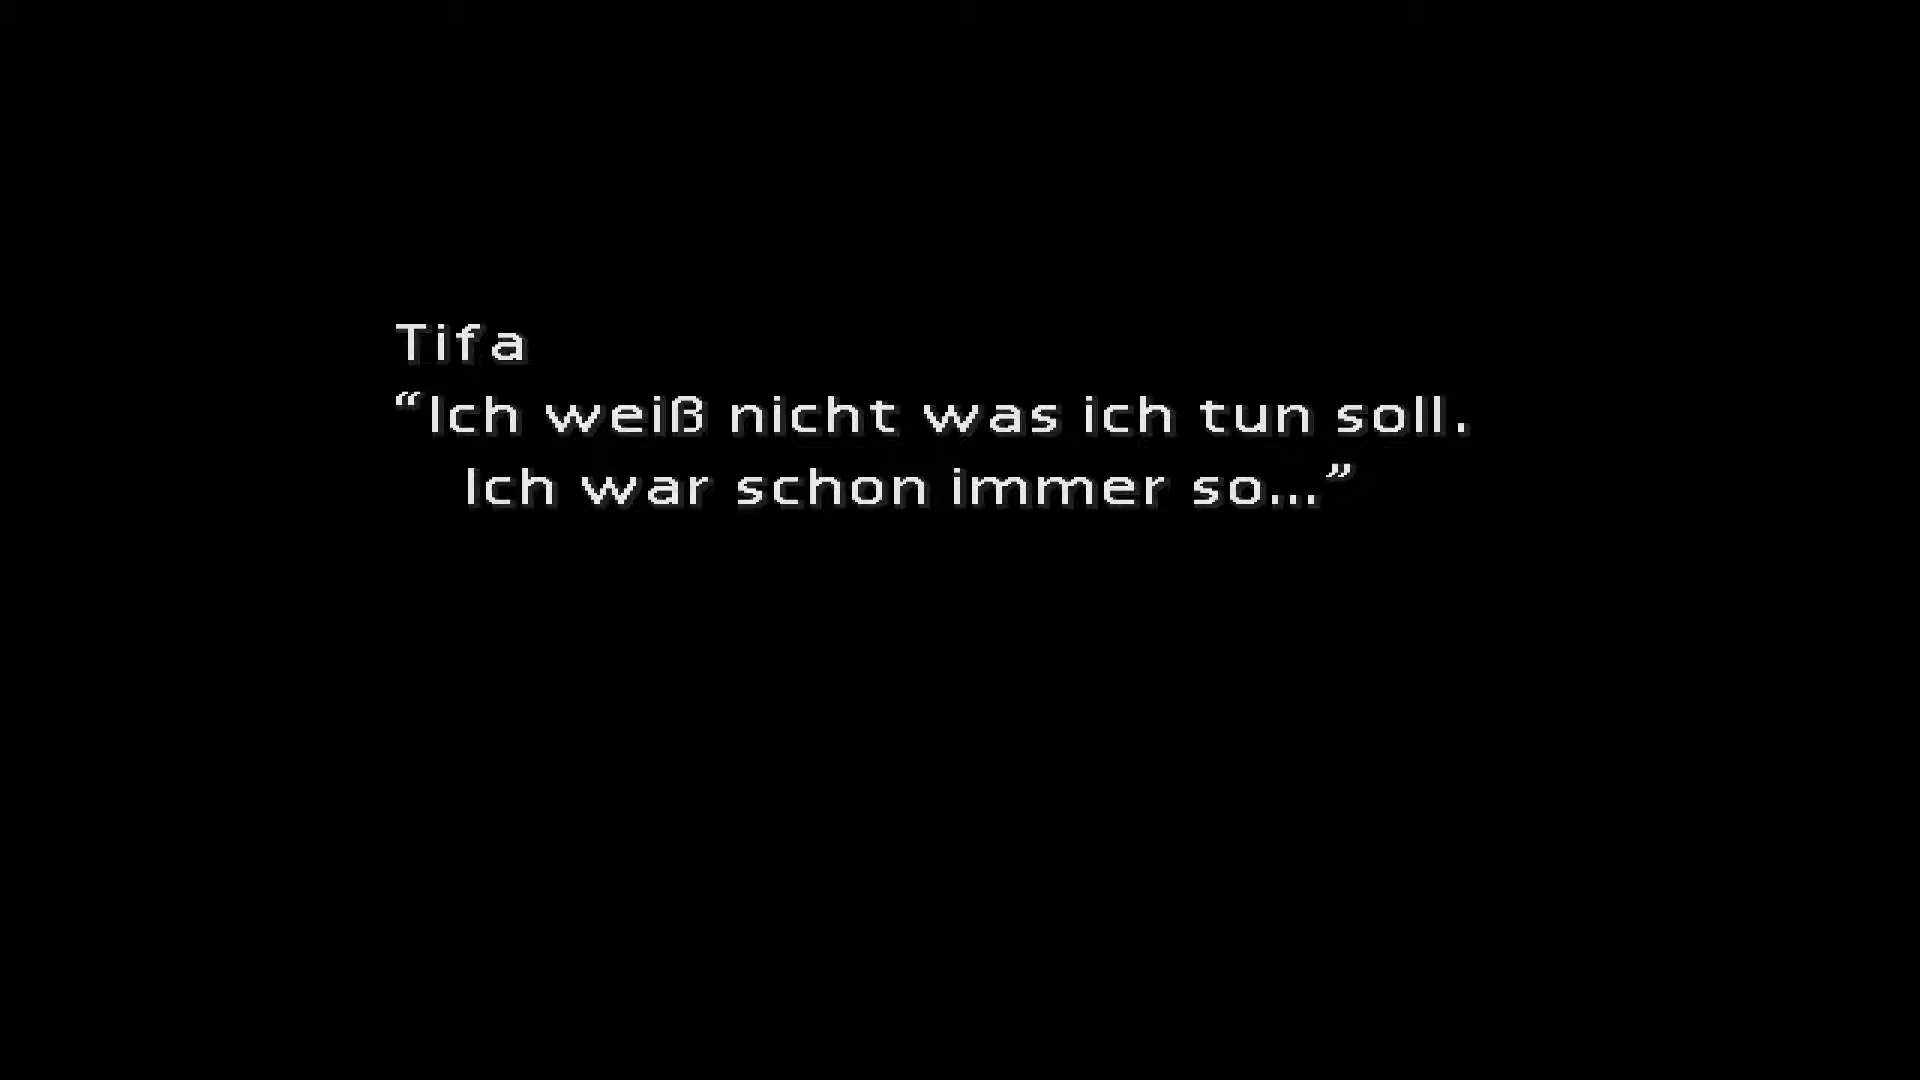 Tifa
“Ich weiß nicht was ich tun soll.
Ich war schon immer so...”